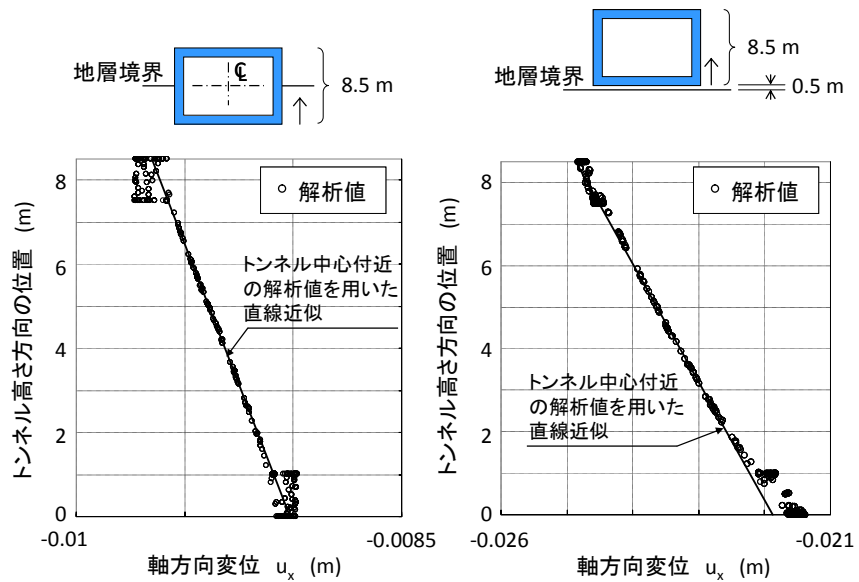 地層境界
℄
8.5 m
地層境界
8.5 m
0.5 m
トンネル高さ方向の位置 (m)
8
6
4
2
0
解析値
トンネル中心付近
の解析値を用いた
直線近似
-0.01
-0.0085
軸方向変位 ux (m)
トンネル高さ方向の位置 (m)
8
6
4
2
0
解析値
トンネル中心付近
の解析値を用いた
直線近似
-0.026
-0.021
軸方向変位 ux (m)